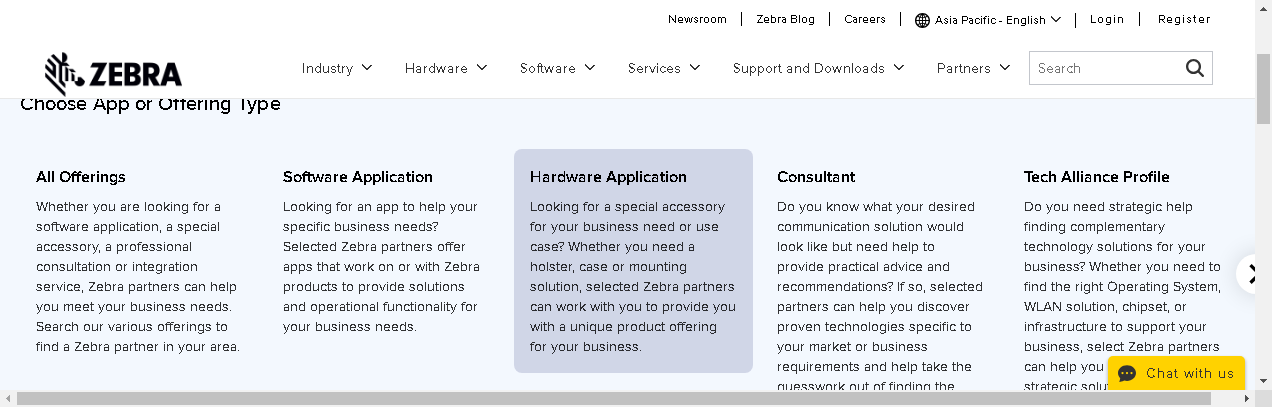 Newsroom
Zebra Blog
Careers
Asia Pacific - English
Login
Register
ZEBRA
Industry
Hardware
Software
Services
Support and Downloads
Partners
Search
Choose App or Offering Type
All Offerings
Whether you are looking for a
software application, a special
accessory, a professional
consultation or integration
service, Zebra partners can help
you meet your business needs.
Search our various offerings to
find a Zebra partner in your area.
Software Application
Looking for an app to help your
specific business needs?
Selected Zebra partners offer
apps that work on or with Zebra
products to provide solutions
and operational functionality for
your business needs.
Hardware Application
Looking for a special accessory
for your business need or use
case? Whether you need a
holster, case or mounting
solution, selected Zebra partners
can work with you to provide you
with a unique product offering
for your business.
Consultant
Do you know what your desired
communication solution would
look like but need help to
provide practical advice and
recommendations? If so, selected
partners can help you discover
proven technologies specific to
your market or business
requirements and help take the
guesswork out of finding the
Tech Alliance Profile
Do you need strategic help
finding complementary
technology solutions for your
business? Whether you need to
find the right Operating System,
WLAN solution, chipset, or
infrastructure to support your
business, select Zebra partners
can help you
strategic
Chat with us